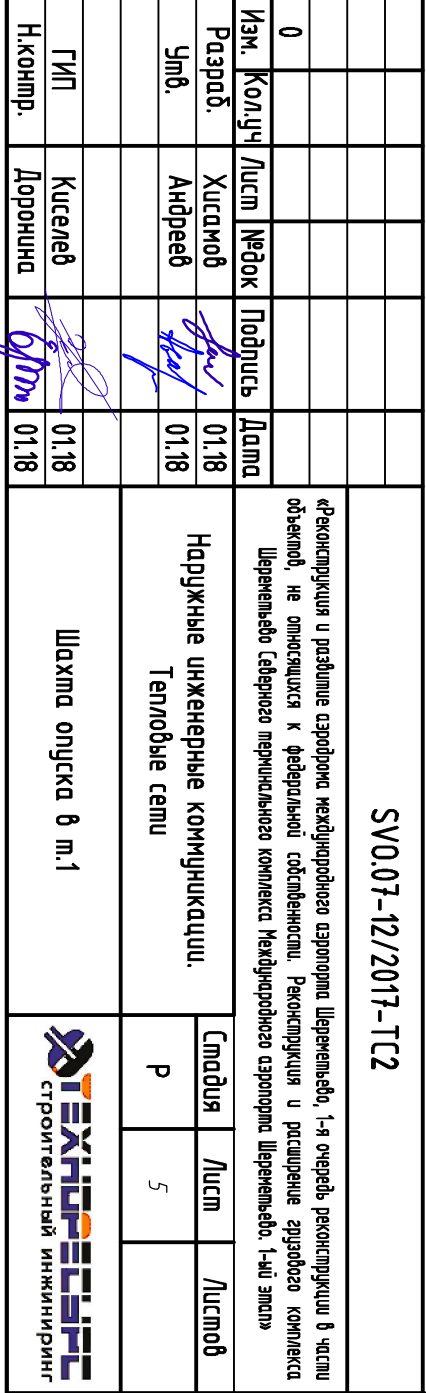 SVO.07-12/2017-ТС2
0
Изм. Кол.уч Лист №док Подпись Дата
«Реконструкция и развитие аэродрома международного аэропорта Шереметьево, 1-я очередь реконструкции в части
объектов, не относящихся к федеральной собственности. Реконструкция и расширение грузового комплекса
Шереметьево Северного терминального комплекса Международного аэропорта Шереметьево. 1-ый этап»
Разраб. Хисамов 01.18
Утв. Андреев 01.18
Наружные инженерные коммуникации.
Тепловые сети
Стадия Лист Листов
Р 5
ГИП Киселев 01.18
Н.контр. Доронина 01.18
Шахта опуска в т.1
строительный инжиниринг